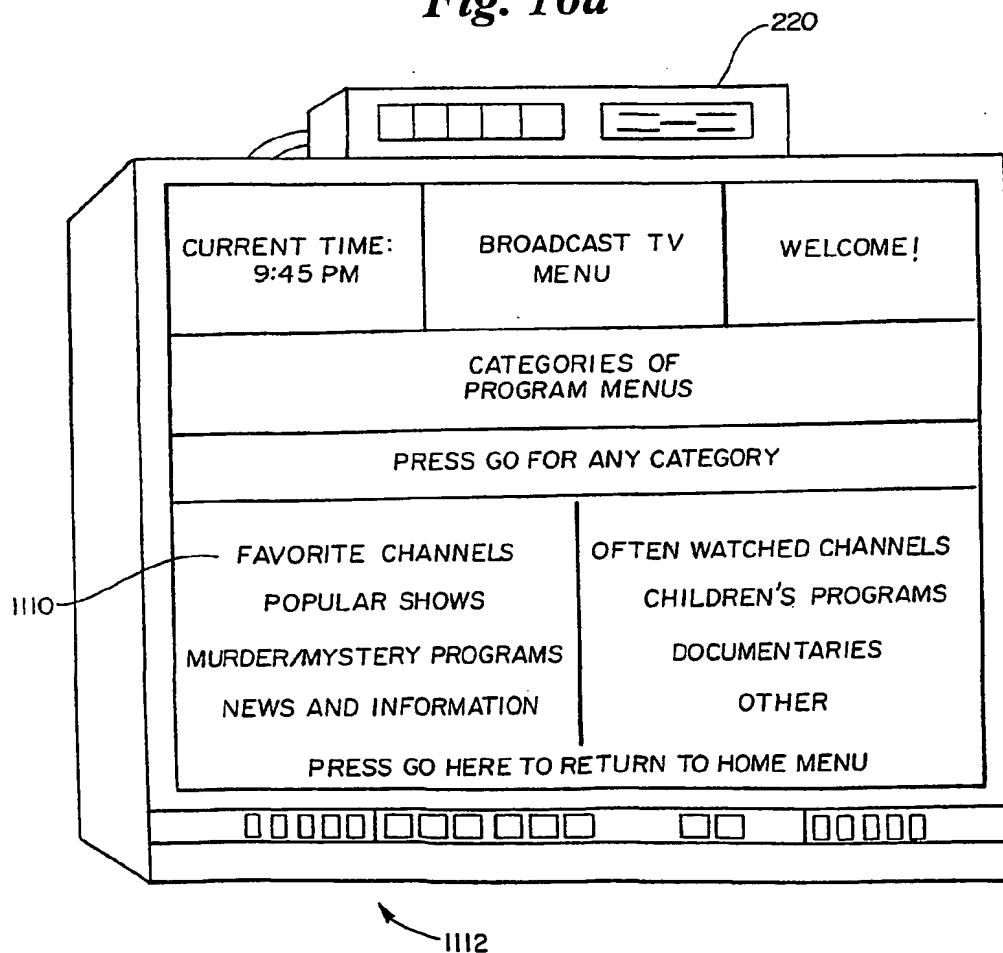 Fig. 16a
220
CURRENT TIME:
9:45 PM
BROADCAST TV
MENU
WELCOME!
CATEGORIES OF
PROGRAM MENUS
PRESS GO FOR ANY CATEGORY
FAVORITE CHANNELS
POPULAR SHOWS
MURDER/MYSTERY PROGRAMS
NEWS AND INFORMATION
OFTEN WATCHED CHANNELS
CHILDREN'S PROGRAMS
DOCUMENTARIES
OTHER
PRESS GO HERE TO RETURN TO HOME MENU
1110
1112